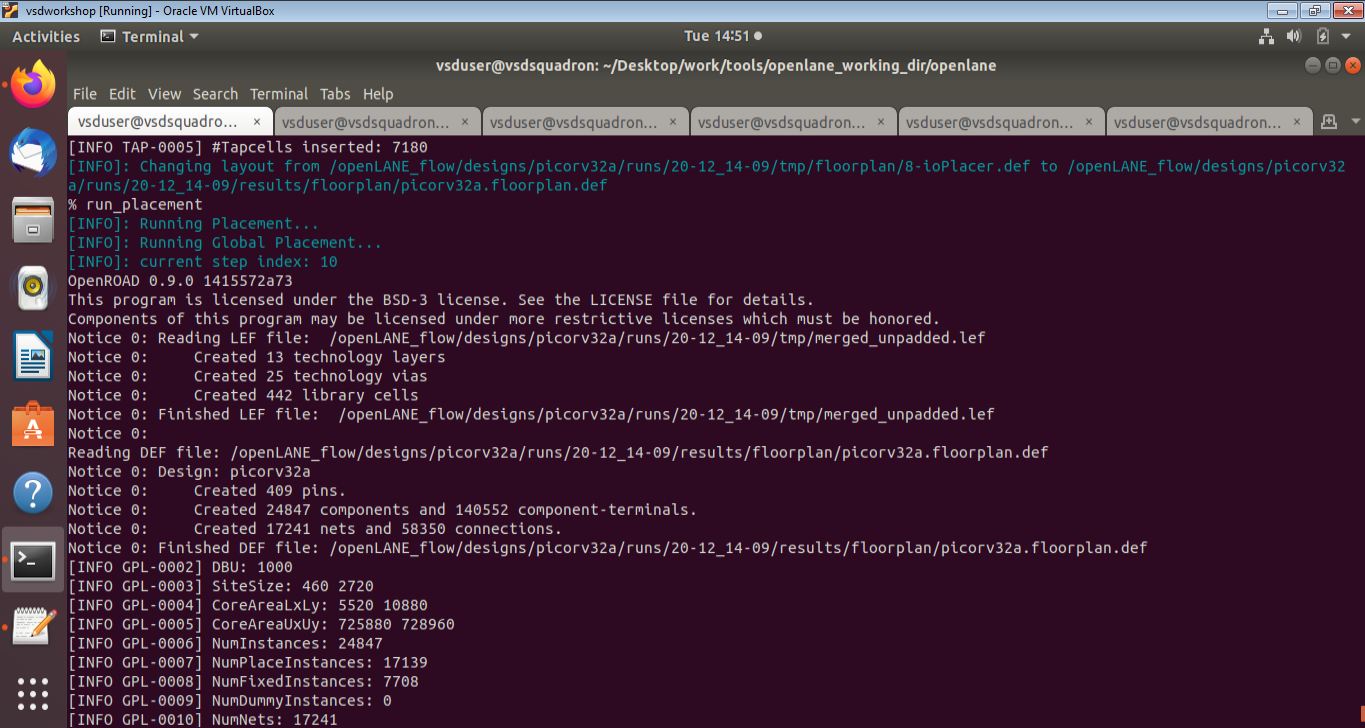 vsdworkshop [Running] - Oracle VM VirtualBox
Activities Terminal Tue 14:51
vsduser@vsdsquadron: ~/Desktop/work/tools/openlane_working_dir/openlane
File Edit View Search Terminal Tabs Help
vsduser@vsdsquadron... × vsduser@vsdsquadron... × vsduser@vsdsquadron... × vsduser@vsdsquadron... × vsduser@vsdsquadron... × vsduser@vsdsquadron... ×
[INFO TAP-0005] #Tapcells inserted: 7180
[INFO]: Changing layout from /openLANE_flow/designs/picorv32a/runs/20-12_14-09/tmp/floorplan/8-ioPlacer.def to /openLANE_flow/designs/picorv32
a/runs/20-12_14-09/results/floorplan/picorv32a.floorplan.def
% run_placement
[INFO]: Running Placement...
[INFO]: Running Global Placement...
[INFO]: current step index: 10
OpenROAD 0.9.0 1415572a73
This program is licensed under the BSD-3 license. See the LICENSE file for details.
Components of this program may be licensed under more restrictive licenses which must be honored.
Notice 0: Reading LEF file:  /openLANE_flow/designs/picorv32a/runs/20-12_14-09/tmp/merged_unpadded.lef
Notice 0:     Created 13 technology layers
Notice 0:     Created 25 technology vias
Notice 0:     Created 442 library cells
Notice 0: Finished LEF file:  /openLANE_flow/designs/picorv32a/runs/20-12_14-09/tmp/merged_unpadded.lef
Notice 0:
Reading DEF file: /openLANE_flow/designs/picorv32a/runs/20-12_14-09/results/floorplan/picorv32a.floorplan.def
Notice 0: Design: picorv32a
Notice 0:     Created 409 pins.
Notice 0:     Created 24847 components and 140552 component-terminals.
Notice 0:     Created 17241 nets and 58350 connections.
Notice 0: Finished DEF file: /openLANE_flow/designs/picorv32a/runs/20-12_14-09/results/floorplan/picorv32a.floorplan.def
[INFO GPL-0002] DBU: 1000
[INFO GPL-0003] SiteSize: 460 2720
[INFO GPL-0004] CoreAreaLxLy: 5520 10880
[INFO GPL-0005] CoreAreaUxUy: 725880 728960
[INFO GPL-0006] NumInstances: 24847
[INFO GPL-0007] NumPlaceInstances: 17139
[INFO GPL-0008] NumFixedInstances: 7708
[INFO GPL-0009] NumDummyInstances: 0
[INFO GPL-0010] NumNets: 17241